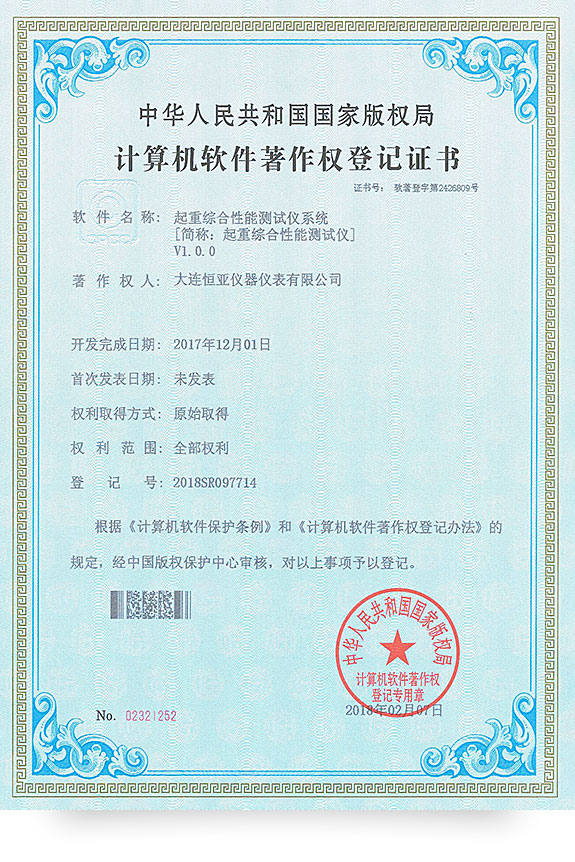 中华人民共和国国家版权局
计算机软件著作权登记证书
证书号： 软著登字第2426809号
软 件 名 称： 起重综合性能测试仪系统
[简称：起重综合性能测试仪]
V1.0.0
著 作 权 人： 大连恒亚仪器仪表有限公司
开发完成日期： 2017年12月01日
首次发表日期： 未发表
权利取得方式： 原始取得
权 利 范 围： 全部权利
登 记 号： 2018SR097714
根据《计算机软件保护条例》和《计算机软件著作权登记办法》的
规定，经中国版权保护中心审核，对以上事项予以登记。
中华人民共和国国家版权局
计算机软件著作权
登记专用章
2018年02月07日
No. 02321252